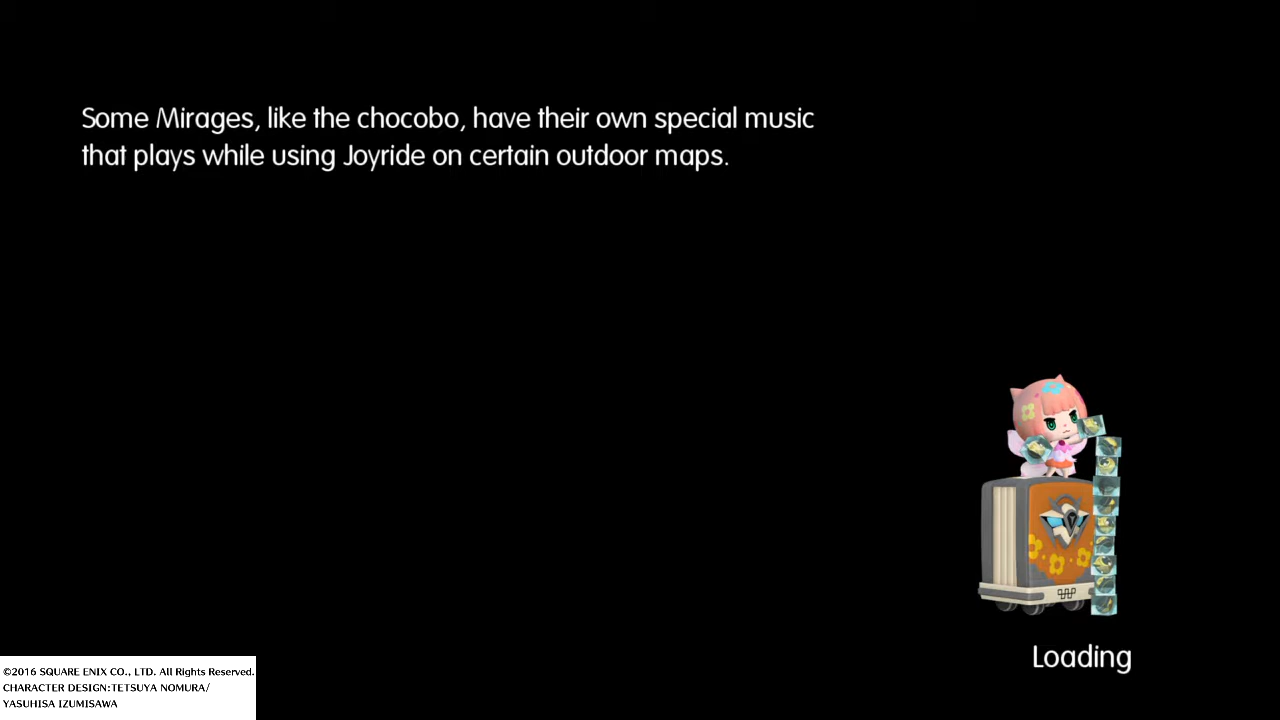 Some Mirages, like the chocobo, have their own special music
that plays while using Joyride on certain outdoor maps.
Loading
©2016 SQUARE ENIX CO., LTD. All Rights Reserved.
CHARACTER DESIGN:TETSUYA NOMURA/
YASUHISA IZUMISAWA